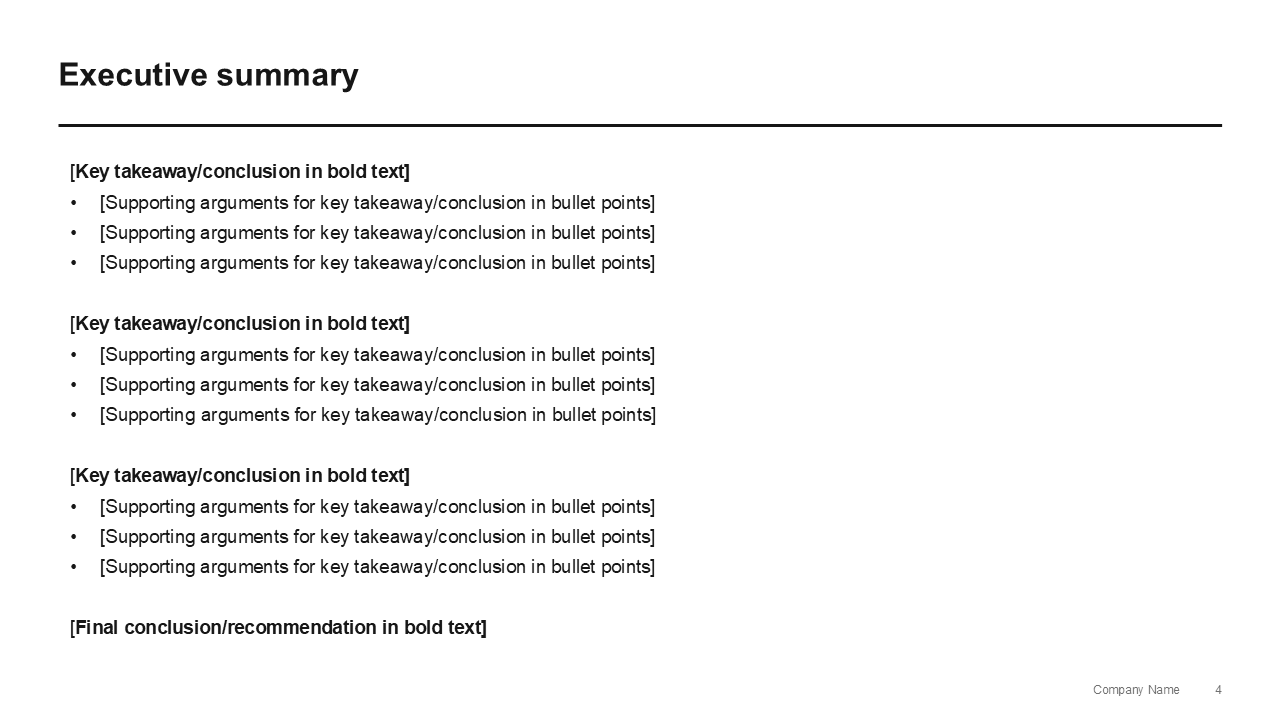 Executive summary
[Key takeaway/conclusion in bold text]
• [Supporting arguments for key takeaway/conclusion in bullet points]
• [Supporting arguments for key takeaway/conclusion in bullet points]
• [Supporting arguments for key takeaway/conclusion in bullet points]
[Key takeaway/conclusion in bold text]
• [Supporting arguments for key takeaway/conclusion in bullet points]
• [Supporting arguments for key takeaway/conclusion in bullet points]
• [Supporting arguments for key takeaway/conclusion in bullet points]
[Key takeaway/conclusion in bold text]
• [Supporting arguments for key takeaway/conclusion in bullet points]
• [Supporting arguments for key takeaway/conclusion in bullet points]
• [Supporting arguments for key takeaway/conclusion in bullet points]
[Final conclusion/recommendation in bold text]
Company Name 4